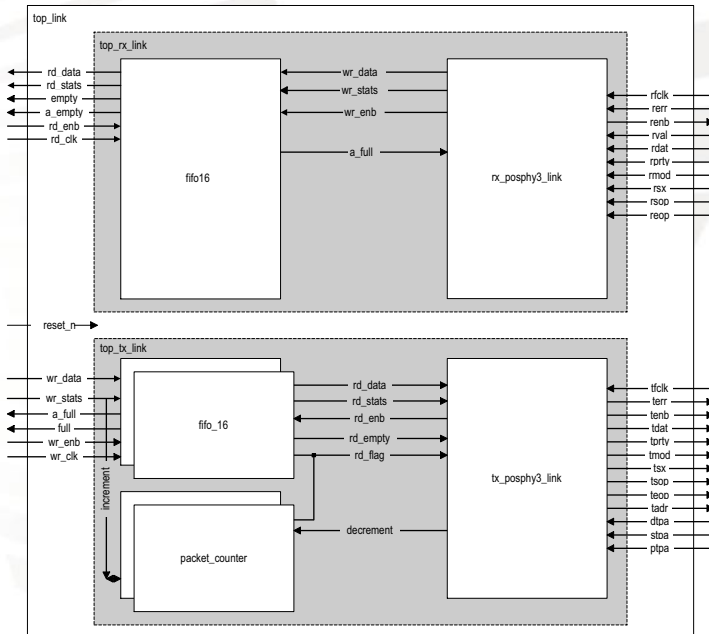 top_link
top_rx_link
rd_data
rd_stats
empty
a_empty
rd_enb
rd_clk
fifo16
wr_data
wr_stats
wr_enb
a_full
rx_posphy3_link
rfclk
rerr
renb
rval
rdat
rprty
rmod
rsx
rsop
reop
reset_n
top_tx_link
wr_data
wr_stats
a_full
full
wr_enb
wr_clk
increment
fifo_16
packet_counter
rd_data
rd_stats
rd_enb
rd_empty
rd_flag
decrement
tx_posphy3_link
tfclk
terr
tenb
tdat
tprty
tmod
tsx
tsop
teop
tadr
dtpa
stpa
ptpa